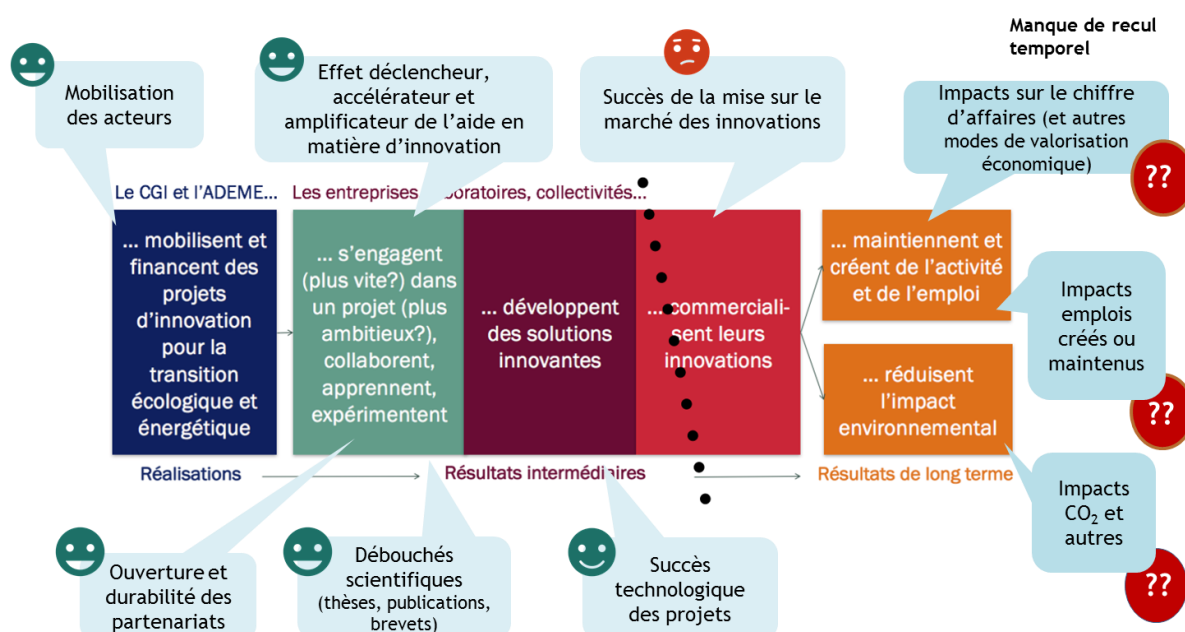 Manque de recul
temporel
Mobilisation
des acteurs
Effet déclencheur,
accélérateur et
amplificateur de l'aide en
matière d'innovation
Succès de la mise sur le
marché des innovations
Impacts sur le chiffre
d'affaires (et autres
modes de valorisation
économique)
??
Le CGI et l'ADEME...
Les entreprises, boratoires, collectivités...
... mobilisent et
financent des
projets
d'innovation
pour la
transition
écologique et
énergétique
... s'engagent
(plus vite?) dans
un projet (plus
ambitieux?),
collaborent,
apprennent,
expérimentent
... développent
des solutions
innovantes
... commerciali-
sent leurs
innovations
... maintiennent et
créent de l'activité
et de l'emploi
... réduisent
l'impact
environnemental
Impacts
emplois
créés ou
maintenus
??
Réalisations
Résultats intermédiaires
Résultats de long terme
Impacts
CO₂ et
autres
??
Ouverture et
durabilité des
partenariats
Débouchés
scientifiques
(thèses, publications,
brevets)
Succès
technologique
des projets